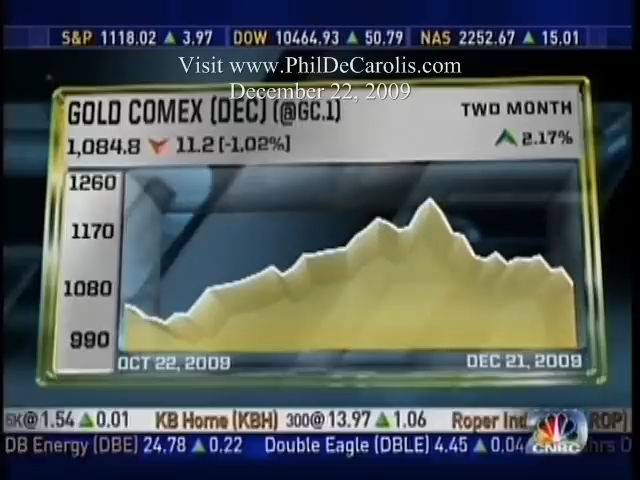 S&P 1118.02 ▲ 3.97 DOW 10464.93 ▲ 50.79 NAS 2252.67 ▲ 15.01
Visit www.PhilDeCarolis.com
December 22, 2009
GOLD COMEX (DEC) (@GC.1)
TWO MONTH
1,084.8 ▼ 11.2 [-1.02%]
▲ 2.17%
1260
1170
1080
990
OCT 22, 2009
DEC 21, 2009
@ 1.54 ▲ 0.01 KB Home (KBH) 300@ 13.97 ▲ 1.06 Roper Ind ROP)
DB Energy (DBE) 24.78 ▲ 0.22 Double Eagle (DBLE) 4.45 ▲ 0.04 hrs
CNBC